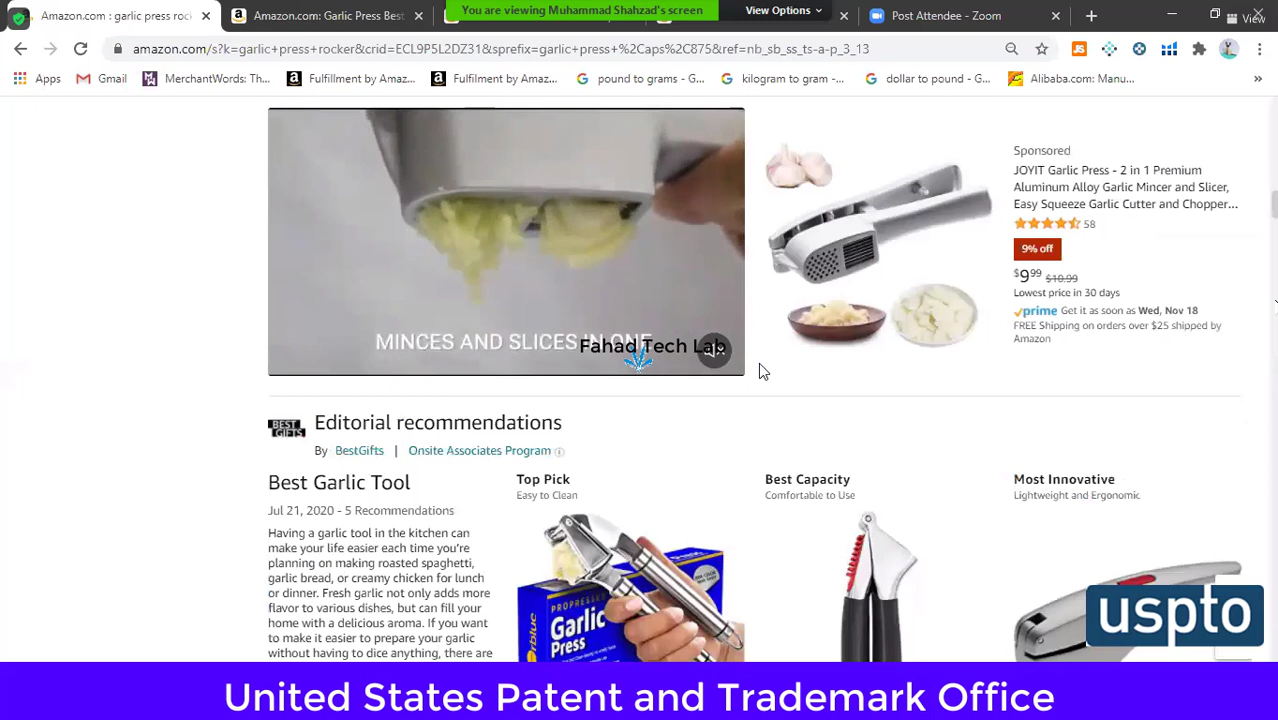 Amazon.com : garlic press rock
Amazon.com: Garlic Press Best
You are viewing Muhammad Shahzad's screen
View Options
Post Attendee - Zoom
View
amazon.com/s?k=garlic+press+rocker&crid=ECL9P5L2DZ31&sprefix=garlic+press+%2Caps%2C875&ref=nb_sb_ss_ts-a-p_3_13
Apps
Gmail
MerchantWords: Th...
Fulfillment by Amaz...
Fulfilment by Amaz...
pound to grams - G...
kilogram to gram -...
dollar to pound - G...
Alibaba.com: Manu...
»
MINCES AND SLICES IN ONE
Fahad Tech Lab
Sponsored
JOYIT Garlic Press - 2 in 1 Premium
Aluminum Alloy Garlic Mincer and Slicer,
Easy Squeeze Garlic Cutter and Chopper...
58
9% off
$9.99 $10.99
Lowest price in 30 days
prime Get it as soon as Wed, Nov 18
FREE Shipping on orders over $25 shipped by
Amazon
BEST GIFTS
Editorial recommendations
By BestGifts | Onsite Associates Program
Best Garlic Tool
Jul 21, 2020 - 5 Recommendations
Having a garlic tool in the kitchen can
make your life easier each time you're
planning on making roasted spaghetti,
garlic bread, or creamy chicken for lunch
or dinner. Fresh garlic not only adds more
flavor to various dishes, but can fill your
home with a delicious aroma. If you want
to make it easier to prepare your garlic
without having to dice anything, there are
Top Pick
Easy to Clean
Best Capacity
Comfortable to Use
Most Innovative
Lightweight and Ergonomic
PROPRESSED
Garlic
Press
orblue
uspto
United States Patent and Trademark Office